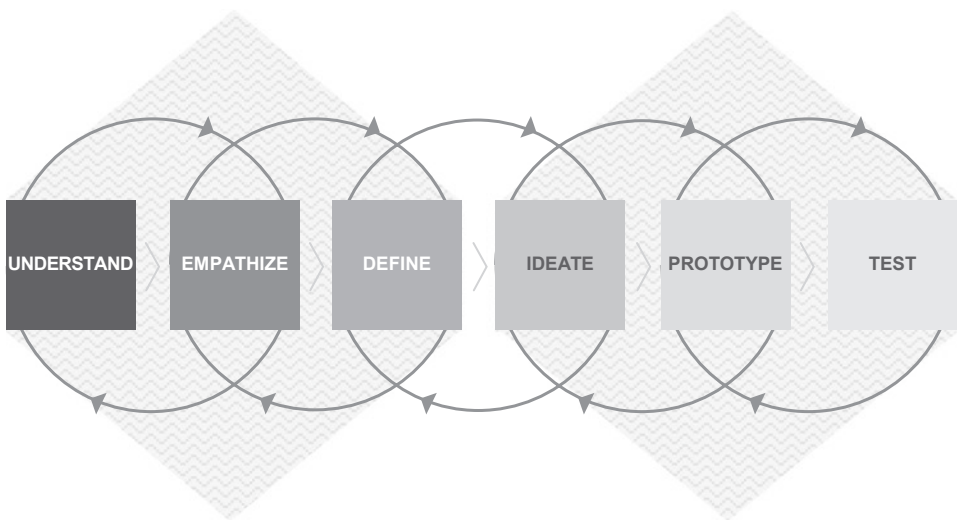 UNDERSTAND
EMPATHIZE
DEFINE
IDEATE
PROTOTYPE
TEST